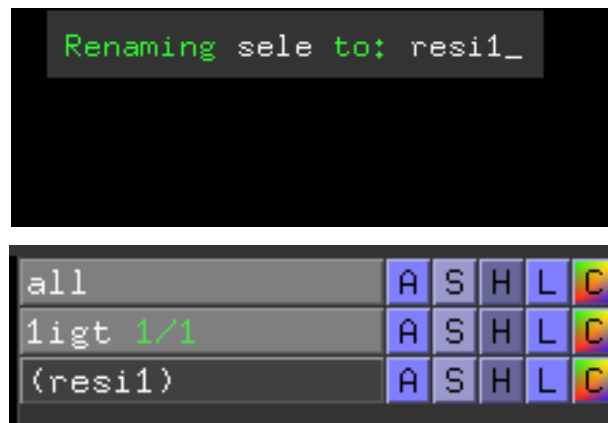 Renaming sele to: resi1_
all A S H L C
1igt 1/1 A S H L C
(resi1) A S H L C